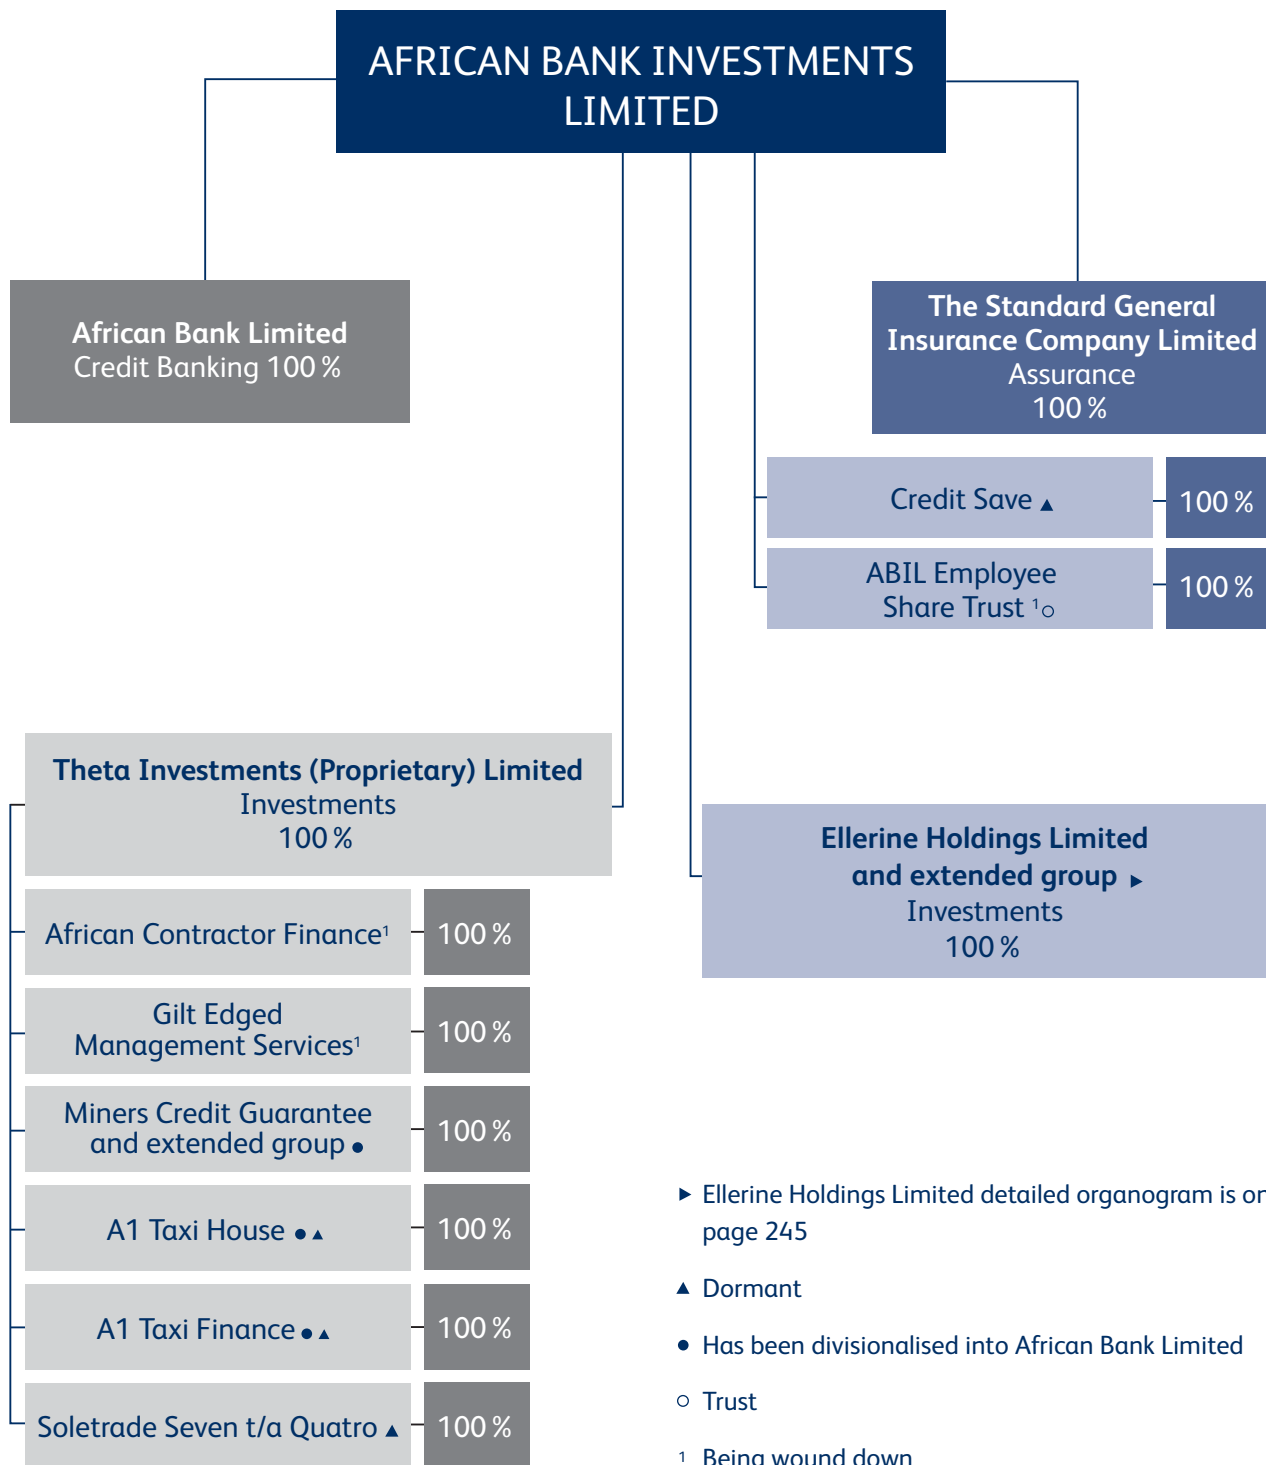 AFRICAN BANK INVESTMENTS
LIMITED
African Bank Limited
Credit Banking 100 %
The Standard General
Insurance Company Limited
Assurance
100 %
Credit Save ▲
100 %
ABIL Employee
Share Trust ¹○
100 %
Theta Investments (Proprietary) Limited
Investments
100 %
African Contractor Finance¹
100 %
Gilt Edged
Management Services¹
100 %
Miners Credit Guarantee
and extended group ●
100 %
A1 Taxi House ● ▲
100 %
A1 Taxi Finance ● ▲
100 %
Soletrade Seven t/a Quatro ▲
100 %
Ellerine Holdings Limited
and extended group ►
Investments
100 %
► Ellerine Holdings Limited detailed organogram is on
page 245
▲ Dormant
● Has been divisionalised into African Bank Limited
○ Trust
¹ Being wound down